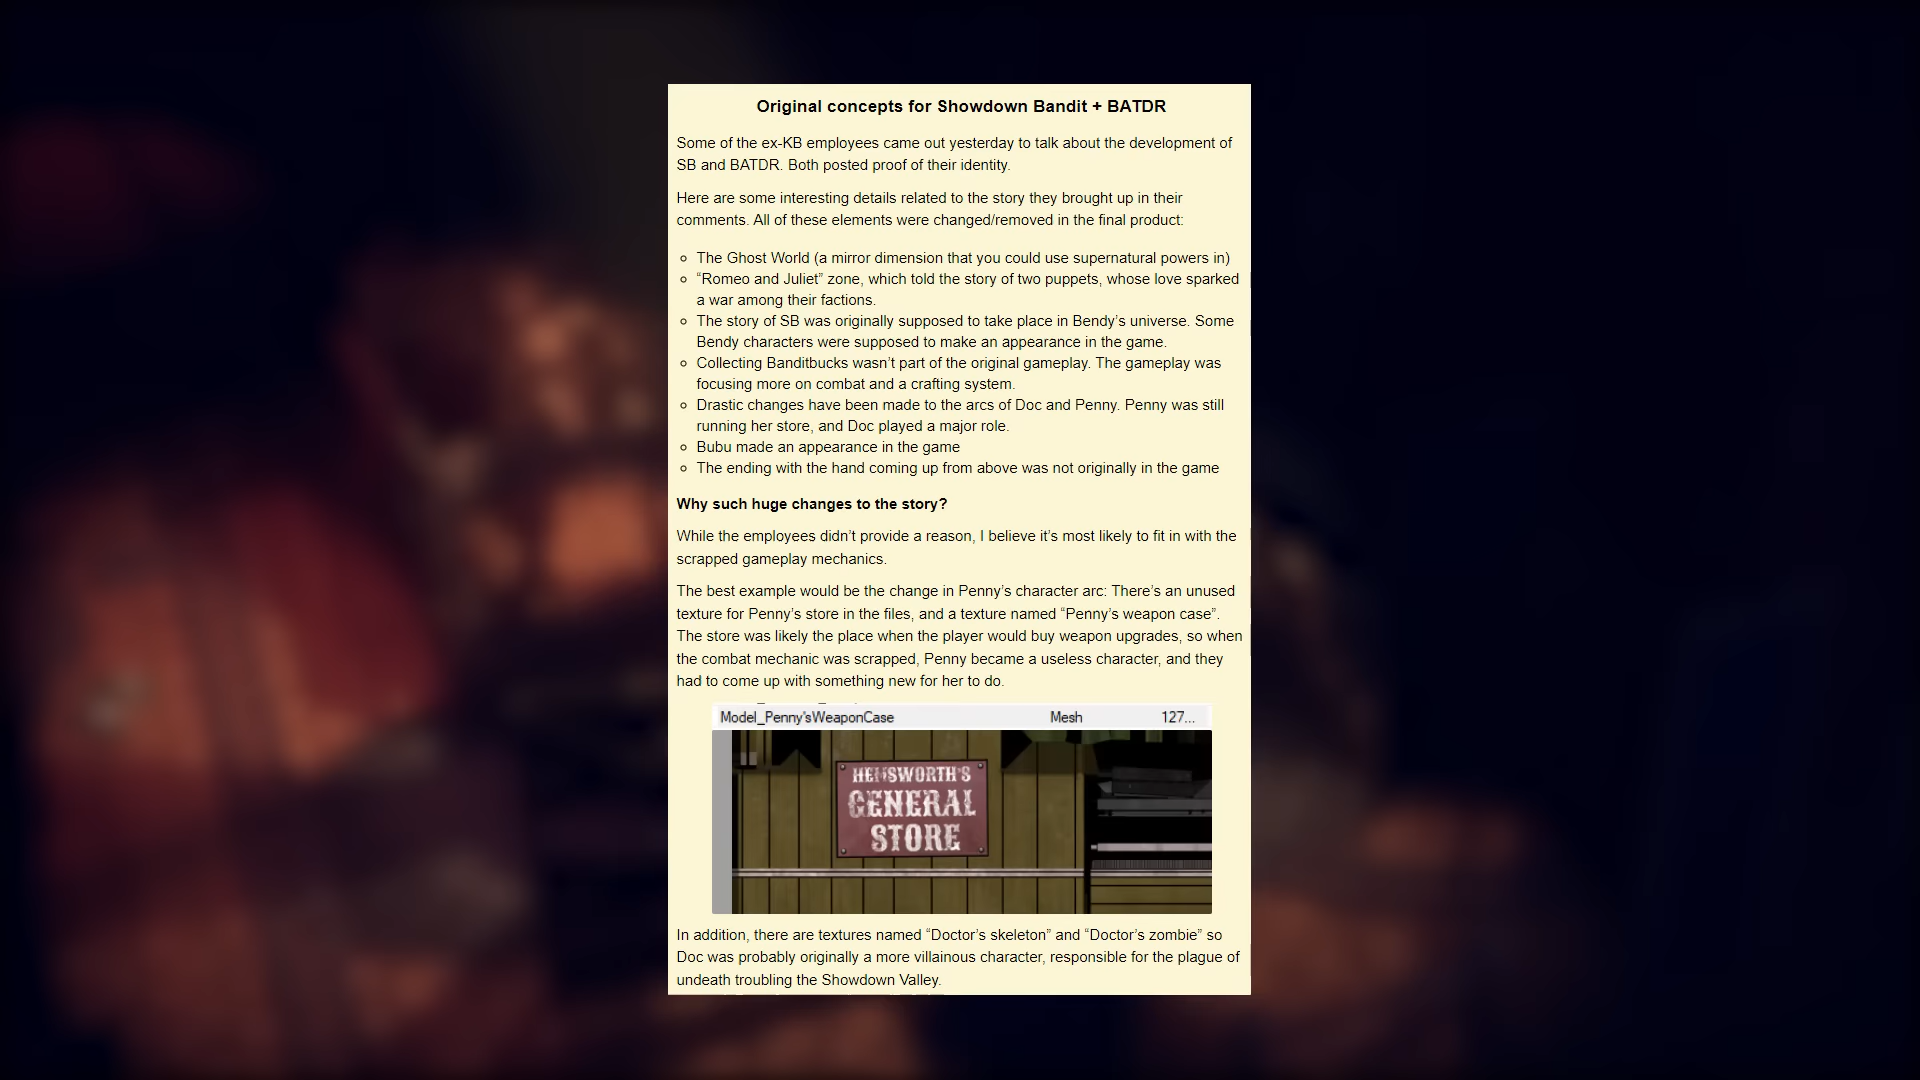 Original concepts for Showdown Bandit + BATDR
Some of the ex-KB employees came out yesterday to talk about the development of
SB and BATDR. Both posted proof of their identity.
Here are some interesting details related to the story they brought up in their
comments. All of these elements were changed/removed in the final product:
The Ghost World (a mirror dimension that you could use supernatural powers in)
“Romeo and Juliet” zone, which told the story of two puppets, whose love sparked
a war among their factions.
The story of SB was originally supposed to take place in Bendy’s universe. Some
Bendy characters were supposed to make an appearance in the game.
Collecting Banditbucks wasn’t part of the original gameplay. The gameplay was
focusing more on combat and a crafting system.
Drastic changes have been made to the arcs of Doc and Penny. Penny was still
running her store, and Doc played a major role.
Bubu made an appearance in the game
The ending with the hand coming up from above was not originally in the game
Why such huge changes to the story?
While the employees didn’t provide a reason, I believe it’s most likely to fit in with the
scrapped gameplay mechanics.
The best example would be the change in Penny’s character arc: There’s an unused
texture for Penny’s store in the files, and a texture named “Penny’s weapon case”.
The store was likely the place when the player would buy weapon upgrades, so when
the combat mechanic was scrapped, Penny became a useless character, and they
had to come up with something new for her to do.
Model_Penny'sWeaponCase Mesh 127...
HEMSWORTH'S
GENERAL
STORE
In addition, there are textures named “Doctor’s skeleton” and “Doctor’s zombie” so
Doc was probably originally a more villainous character, responsible for the plague of
undeath troubling the Showdown Valley.